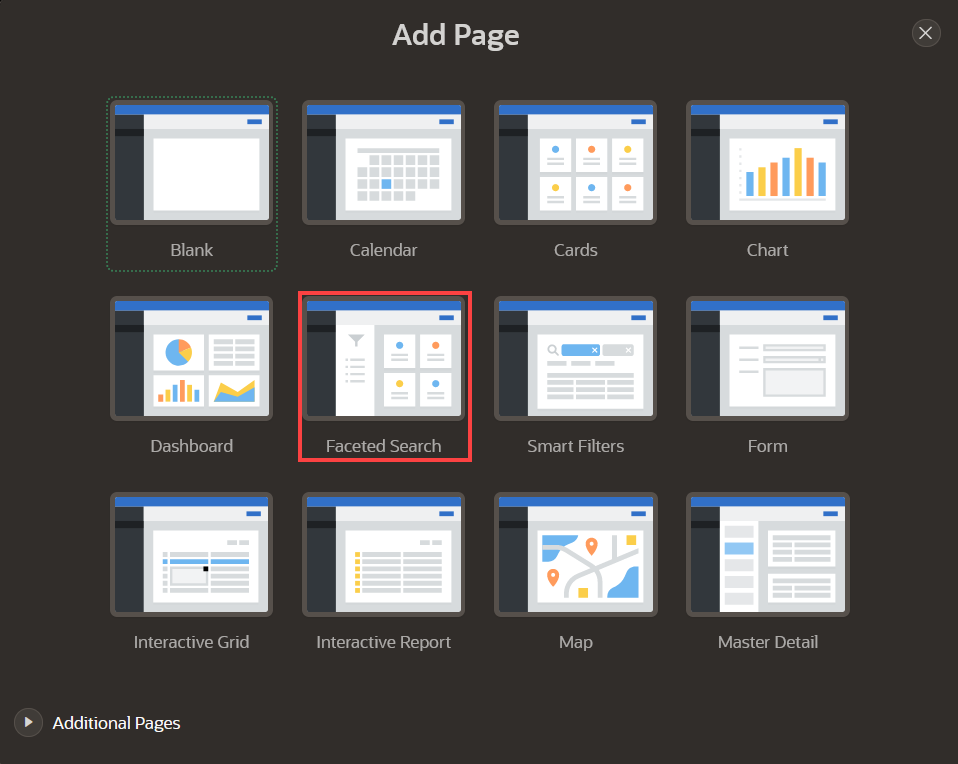 Add Page
Blank
Calendar
Cards
Chart
Dashboard
Faceted Search
Smart Filters
Form
Interactive Grid
Interactive Report
Map
Master Detail
Additional Pages